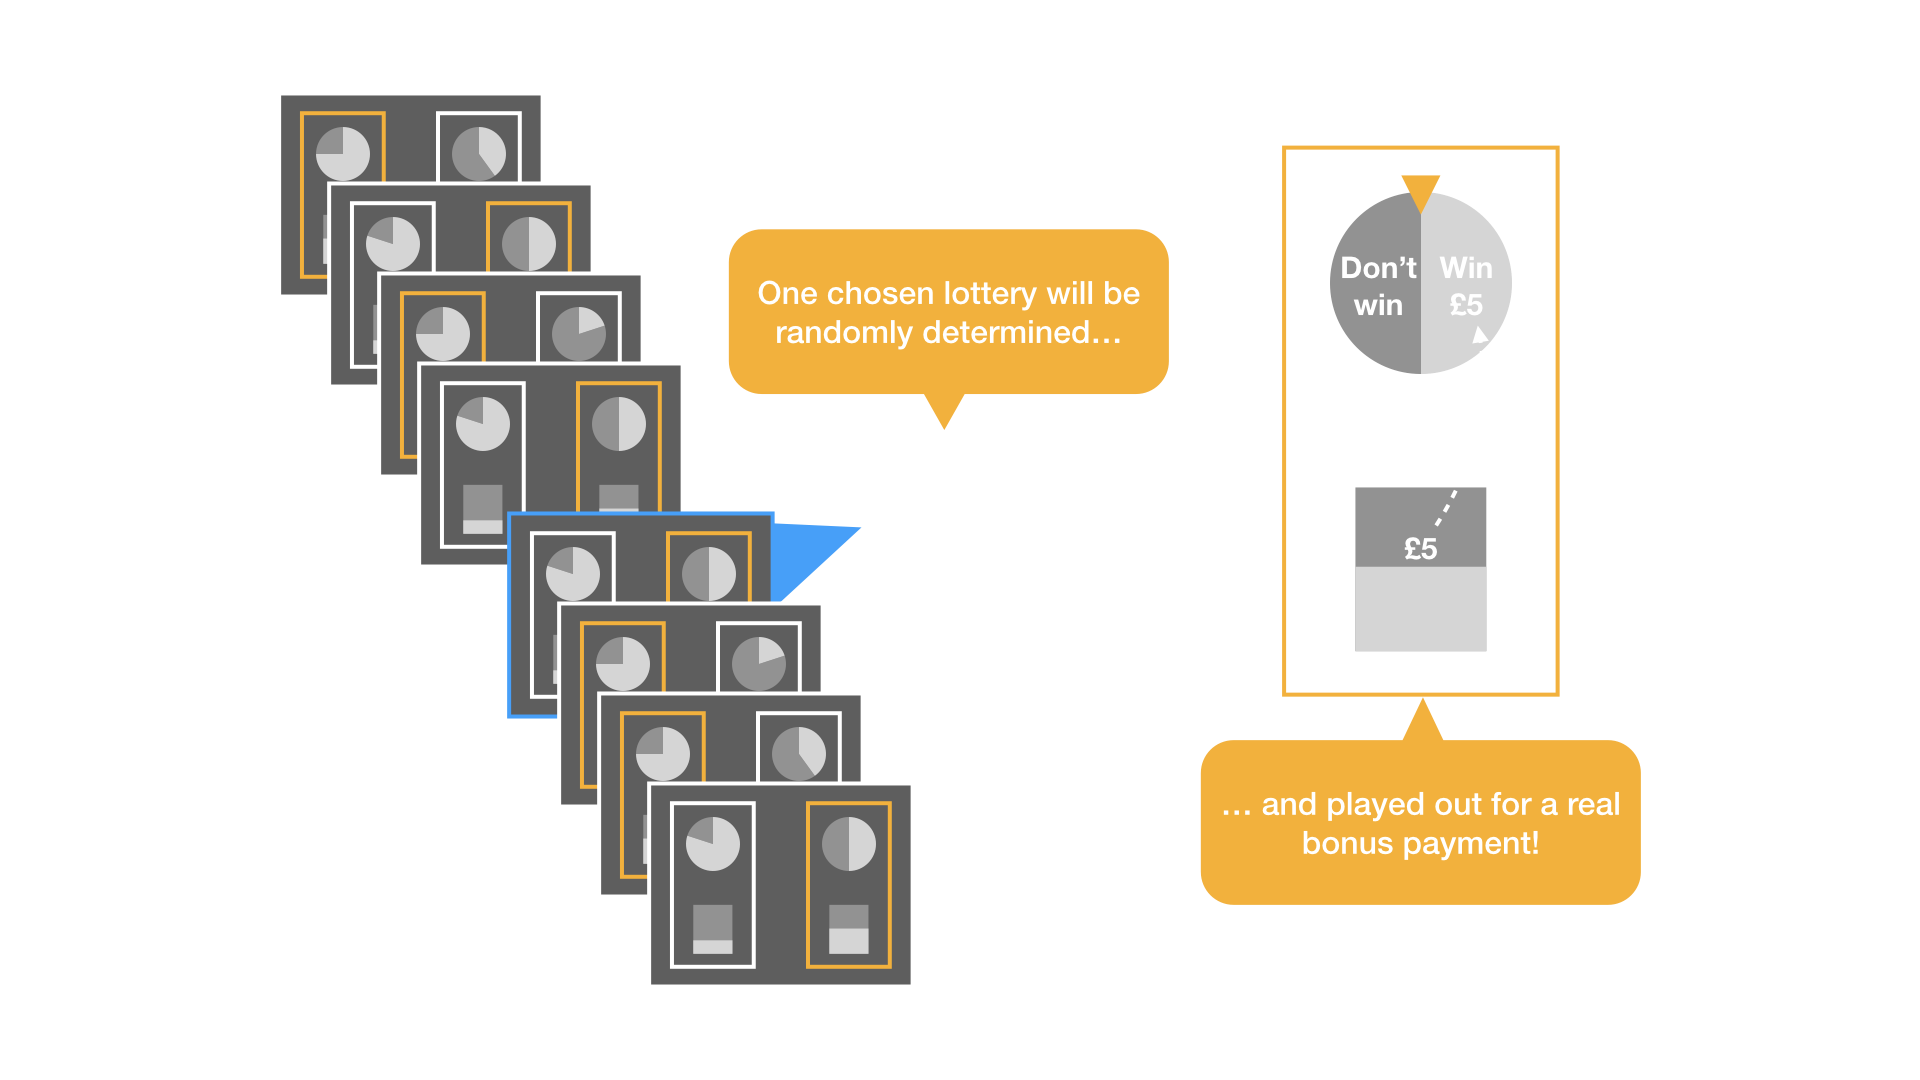 One chosen lottery will be
randomly determined…
Don’t
win
Win
£5
£5
… and played out for a real
bonus payment!